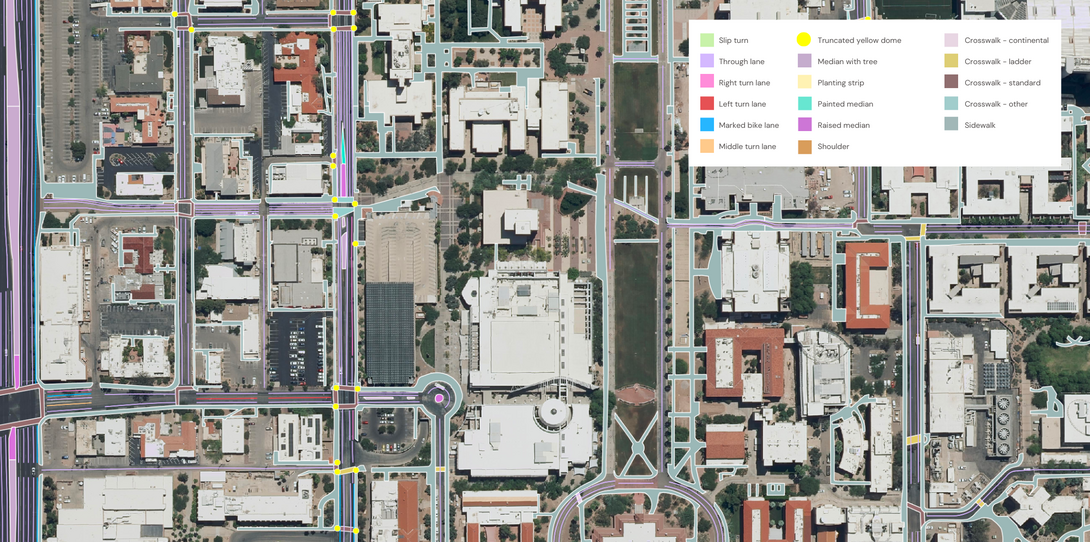 Slip turn
Through lane
Right turn lane
Left turn lane
Marked bike lane
Middle turn lane
Truncated yellow dome
Median with tree
Planting strip
Painted median
Raised median
Shoulder
Crosswalk - continental
Crosswalk - ladder
Crosswalk - standard
Crosswalk - other
Sidewalk